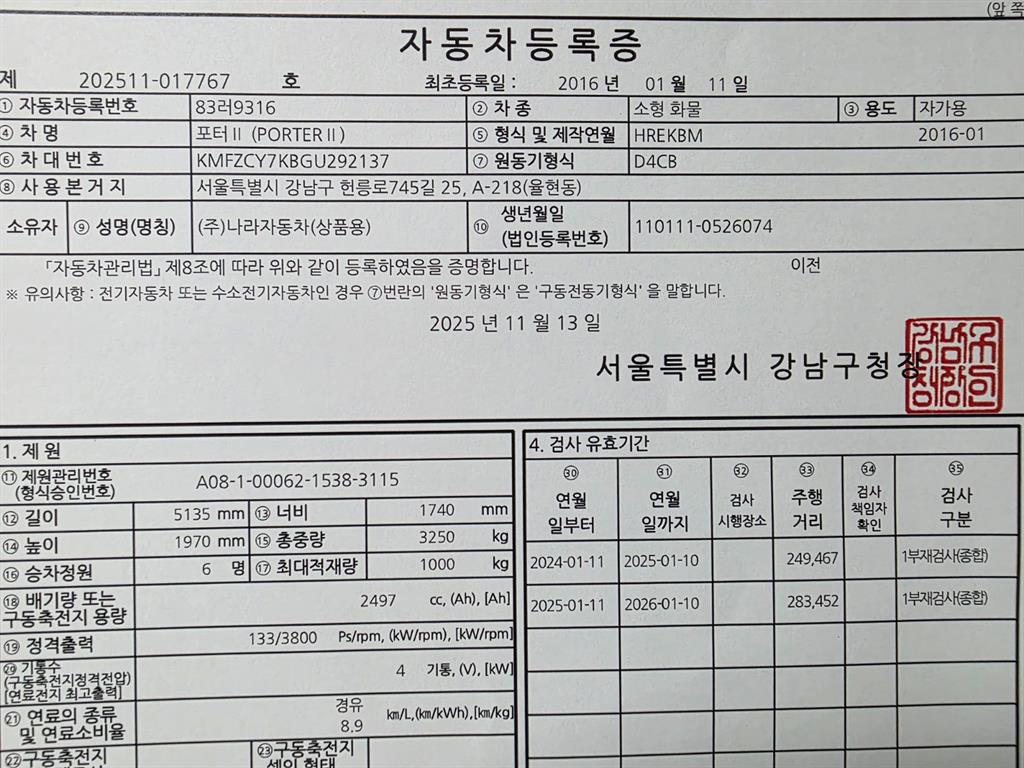 (앞 쪽
자동차등록증
제 202511-017767 호 최초등록일 : 2016 년 01 월 11 일
① 자동차등록번호 83러9316 ② 차 종 소형 화물 ③ 용도 자가용
④ 차 명 포터Ⅱ (PORTERⅡ) ⑤ 형식 및 제작연월 HREKBM 2016-01
⑥ 차 대 번 호 KMFZCY7KBGU292137 ⑦ 원동기형식 D4CB
⑧ 사 용 본 거 지 서울특별시 강남구 헌릉로745길 25, A-218(율현동)
소유자 ⑨ 성명(명칭) (주)나라자동차(상품용) ⑩ 생년월일
(법인등록번호) 110111-0526074
「자동차관리법」 제8조에 따라 위와 같이 등록하였음을 증명합니다. 이전
※ 유의사항 : 전기자동차 또는 수소전기자동차인 경우 ⑦번란의 '원동기형식' 은 '구동전동기형식' 을 말합니다.
2025 년 11 월 13 일
서울특별시 강남구청장
1. 제 원
⑪ 제원관리번호
(형식승인번호) A08-1-00062-1538-3115
⑫ 길이 5135 mm ⑬ 너비 1740 mm
⑭ 높이 1970 mm ⑮ 총중량 3250 kg
⑯ 승차정원 6 명 ⑰ 최대적재량 1000 kg
⑱ 배기량 또는
구동축전지 용량 2497 cc, (Ah), [Ah]
⑲ 정격출력 133/3800 Ps/rpm, (kW/rpm), [kW/rpm]
⑳ 기통수
(구동축전지정격전압)
[연료전지 최고출력] 4 기통, (V), [kW]
㉑ 연료의 종류
및 연료소비율 경유
8.9 km/L,(km/kWh),[km/kg]
㉒구동축전지 ㉓구동축전지
셀의 형태
4. 검사 유효기간
㉚ ㉛ ㉜ ㉝ ㉞ ㉟
연월
일부터 연월
일까지 검사
시행장소 주행
거리 검사
책임자
확인 검사
구분
2024-01-11 2025-01-10 249,467 1부재검사(종합)
2025-01-11 2026-01-10 283,452 1부재검사(종합)